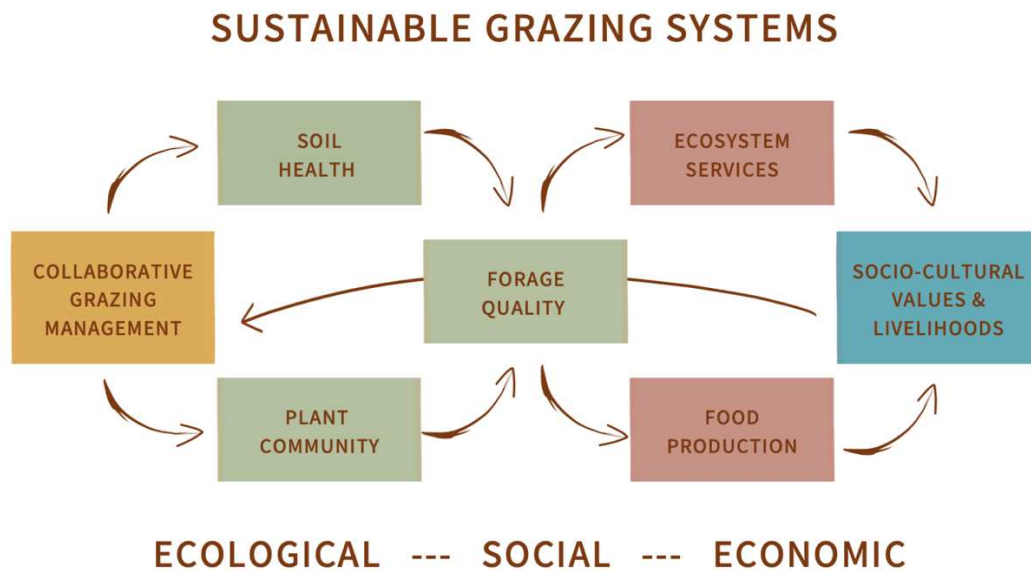 SUSTAINABLE GRAZING SYSTEMS
SOIL
HEALTH
ECOSYSTEM
SERVICES
COLLABORATIVE
GRAZING
MANAGEMENT
FORAGE
QUALITY
SOCIO-CULTURAL
VALUES &
LIVELIHOODS
PLANT
COMMUNITY
FOOD
PRODUCTION
ECOLOGICAL --- SOCIAL --- ECONOMIC